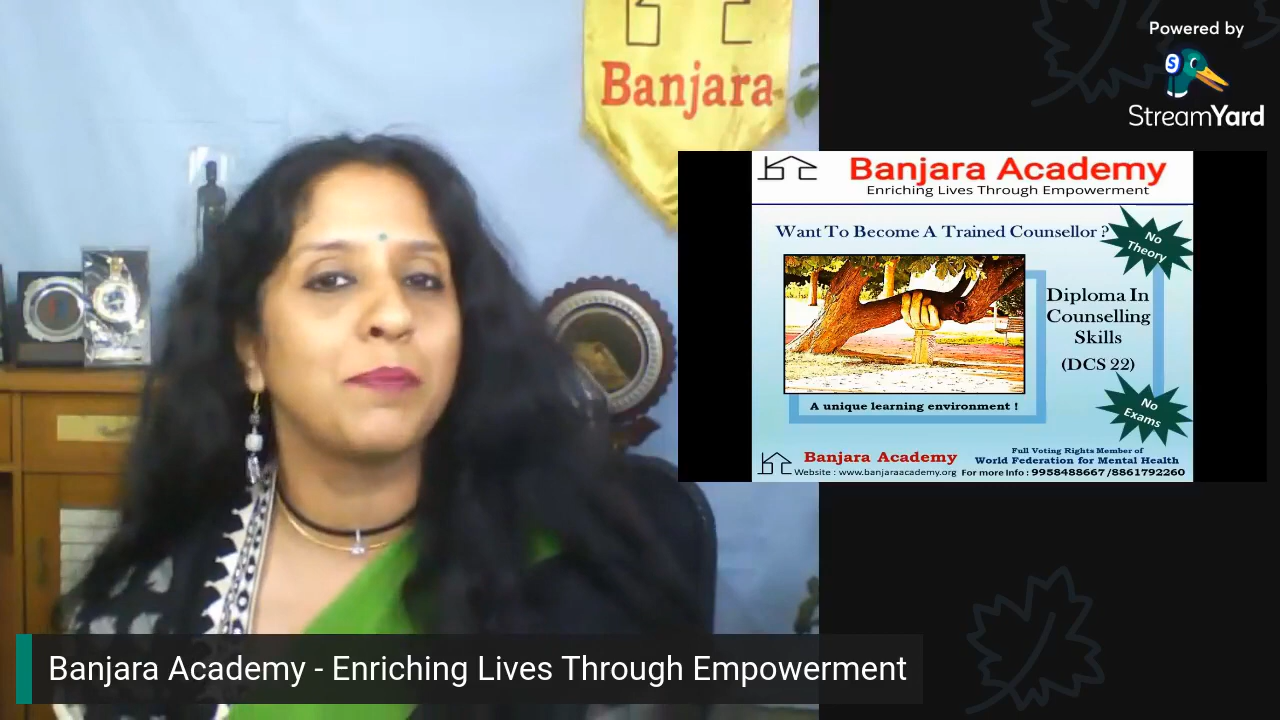 Banjara
Powered by
StreamYard
Banjara Academy
Enriching Lives Through Empowerment
Want To Become A Trained Counsellor ?
No
Theory
Diploma In
Counselling
Skills
(DCS 22)
A unique learning environment !
No
Exams
Banjara Academy
Website : www.banjaraacademy.org
Full Voting Rights Member of
World Federation for Mental Health
For more info : 9958488667 /8861792260
Banjara Academy - Enriching Lives Through Empowerment